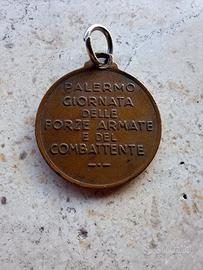 PALERMO
GIORNATA
DELLE
FORZE ARMATE
E DEL
COMBATTENTE